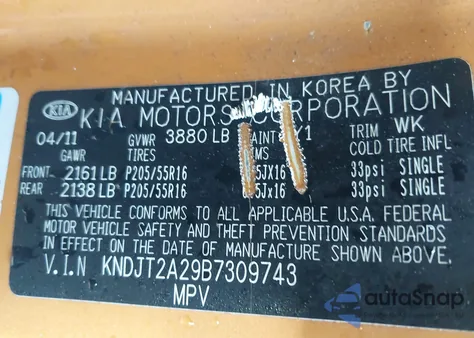 MANUFACTURED IN KOREA BY
KIA KIA MOTORS CORPORATION
04/11 GVWR 3880 LB TRIM WK
GAWR TIRES COLD TIRE INFL
FRONT 2161 LB P205/55R16 5JX16 33psi SINGLE
REAR 2138 LB P205/55R16 5Jx16 33psi SINGLE
THIS VEHICLE CONFORMS TO ALL APPLICABLE U.S.A. FEDERAL
MOTOR VEHICLE SAFETY AND THEFT PREVENTION STANDARDS
IN EFFECT ON THE DATE OF MANUFACTURE SHOWN ABOVE.
V.I.N KNDJT2A29B7309743
MPV
autoSnap